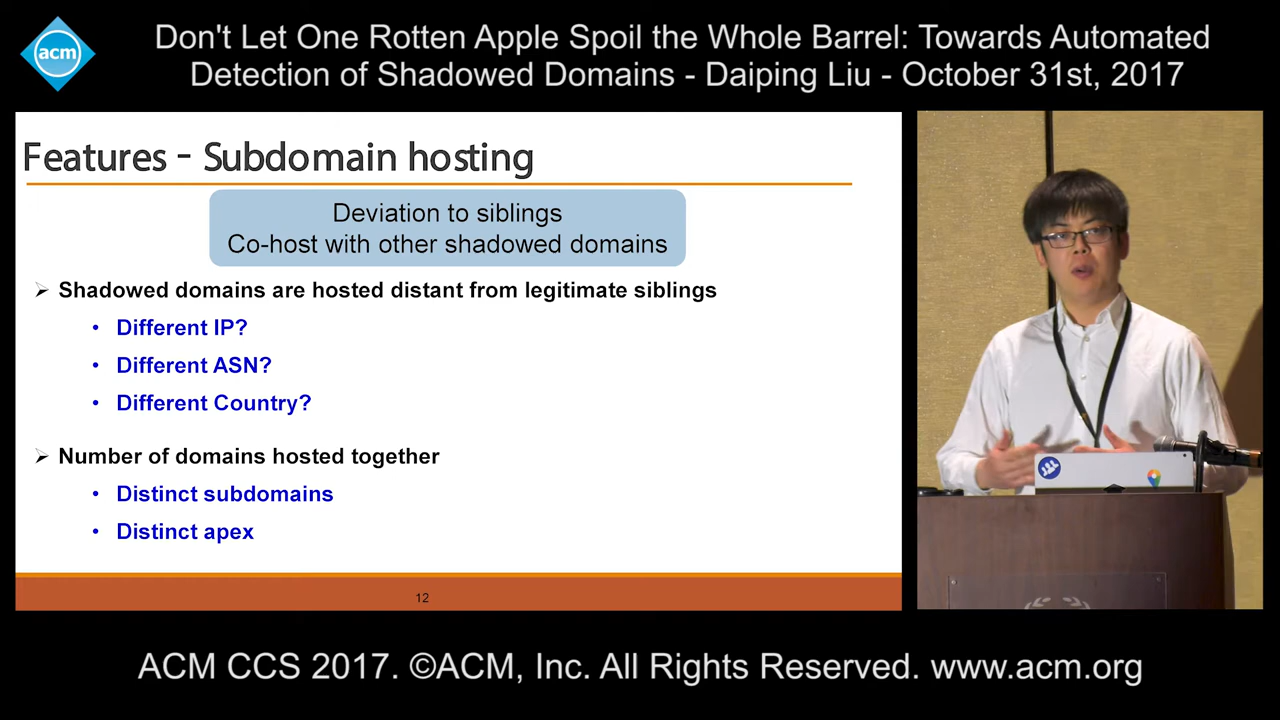 acm
Don't Let One Rotten Apple Spoil the Whole Barrel: Towards Automated
Detection of Shadowed Domains - Daiping Liu - October 31st, 2017
Features - Subdomain hosting
Deviation to siblings
Co-host with other shadowed domains
Shadowed domains are hosted distant from legitimate siblings
Different IP?
Different ASN?
Different Country?
Number of domains hosted together
Distinct subdomains
Distinct apex
12
ACM CCS 2017. ©ACM, Inc. All Rights Reserved. www.acm.org